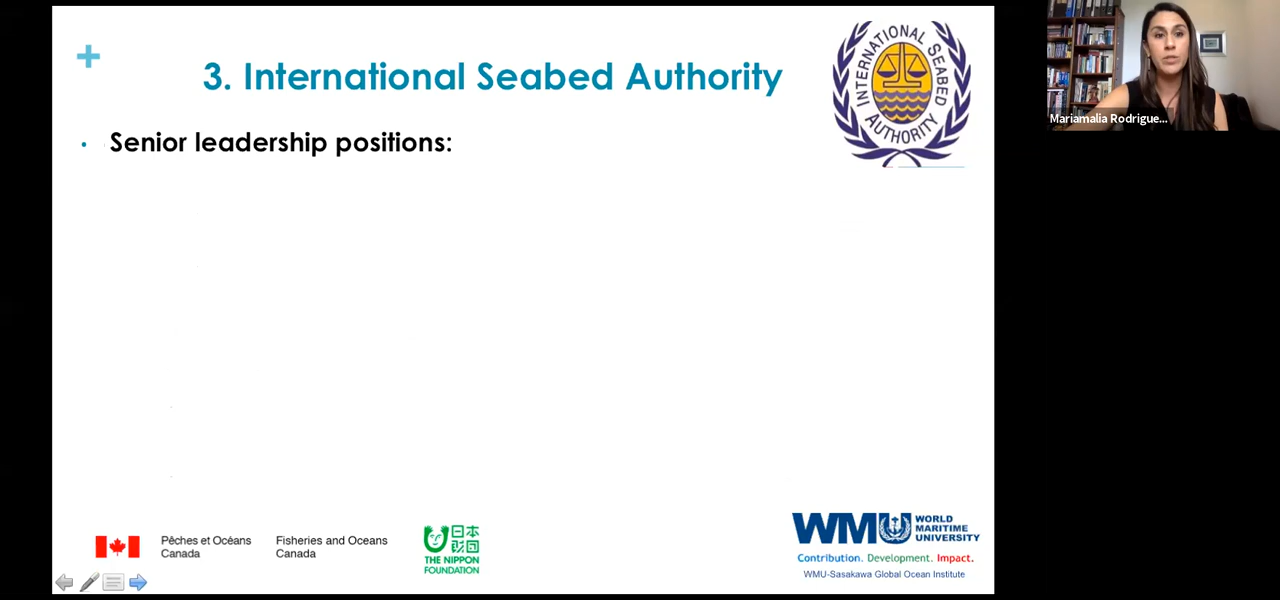 3. International Seabed Authority
INTERNATIONAL SEABED
AUTHORITY
Senior leadership positions:
Mariamalia Rodrigue...
Pêches et Océans
Canada
Fisheries and Oceans
Canada
日本
財団
THE NIPPON
FOUNDATION
WMU
WORLD
MARITIME
UNIVERSITY
Contribution. Development. Impact.
WMU-Sasakawa Global Ocean Institute